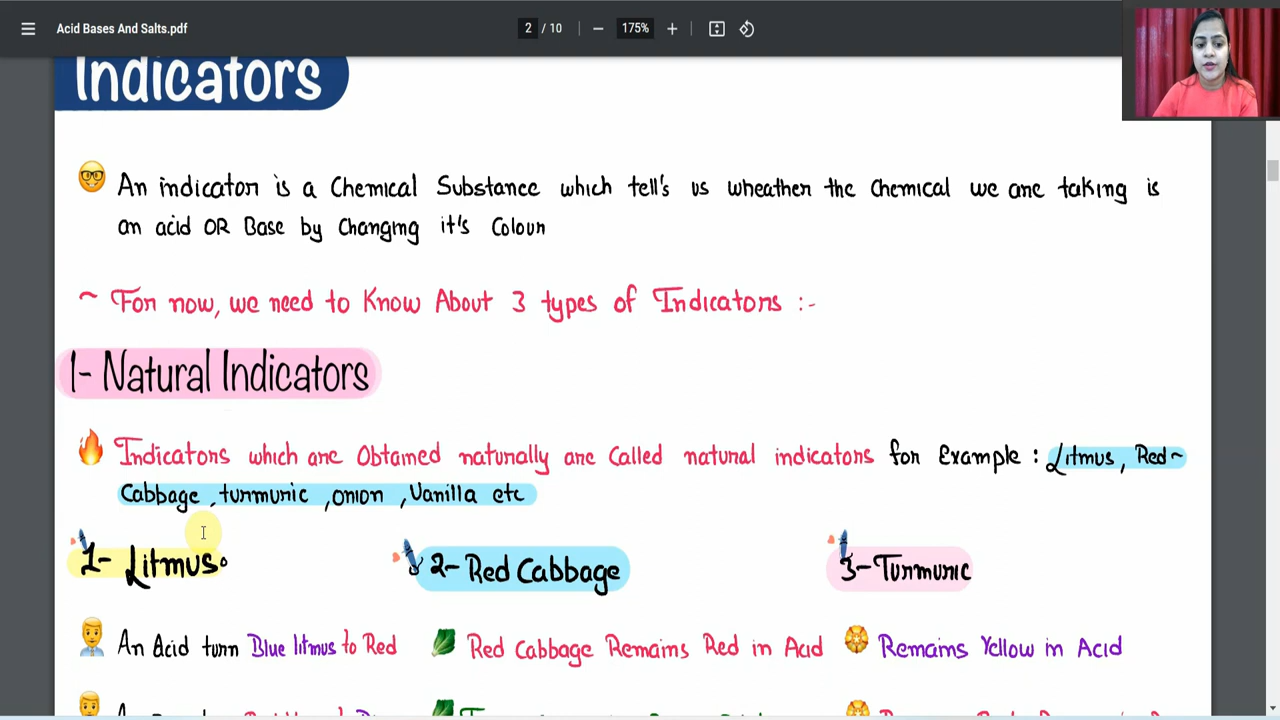 Acid Bases And Salts.pdf
2 / 10
175%
Indicators
An indicator is a Chemical Substance which tell's us wheather the Chemical we are taking is
an acid OR Base by Changing it's Colour
~ For now, we need to Know About 3 types of Indicators :-
1- Natural Indicators
Indicators which are Obtained naturally are Called natural indicators for Example : Litmus, Red~
Cabbage, turmuric, onion, Vanilla etc
1- Litmus
2- Red Cabbage
3- Turmuric
An Acid turn Blue litmus to Red
Red Cabbage Remains Red in Acid
Remains Yellow in Acid